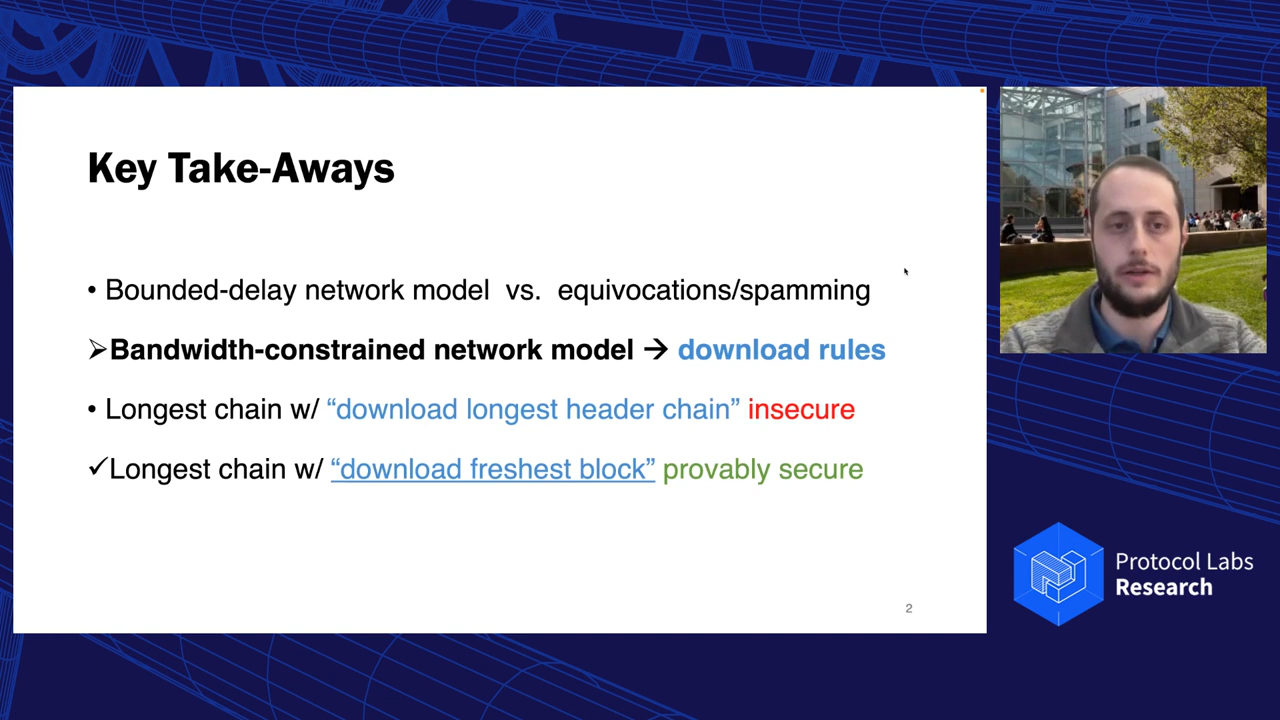 Key Take-Aways
• Bounded-delay network model vs. equivocations/spamming
➢Bandwidth-constrained network model → download rules
• Longest chain w/ “download longest header chain” insecure
✓Longest chain w/ “download freshest block” provably secure
2
Protocol Labs
Research